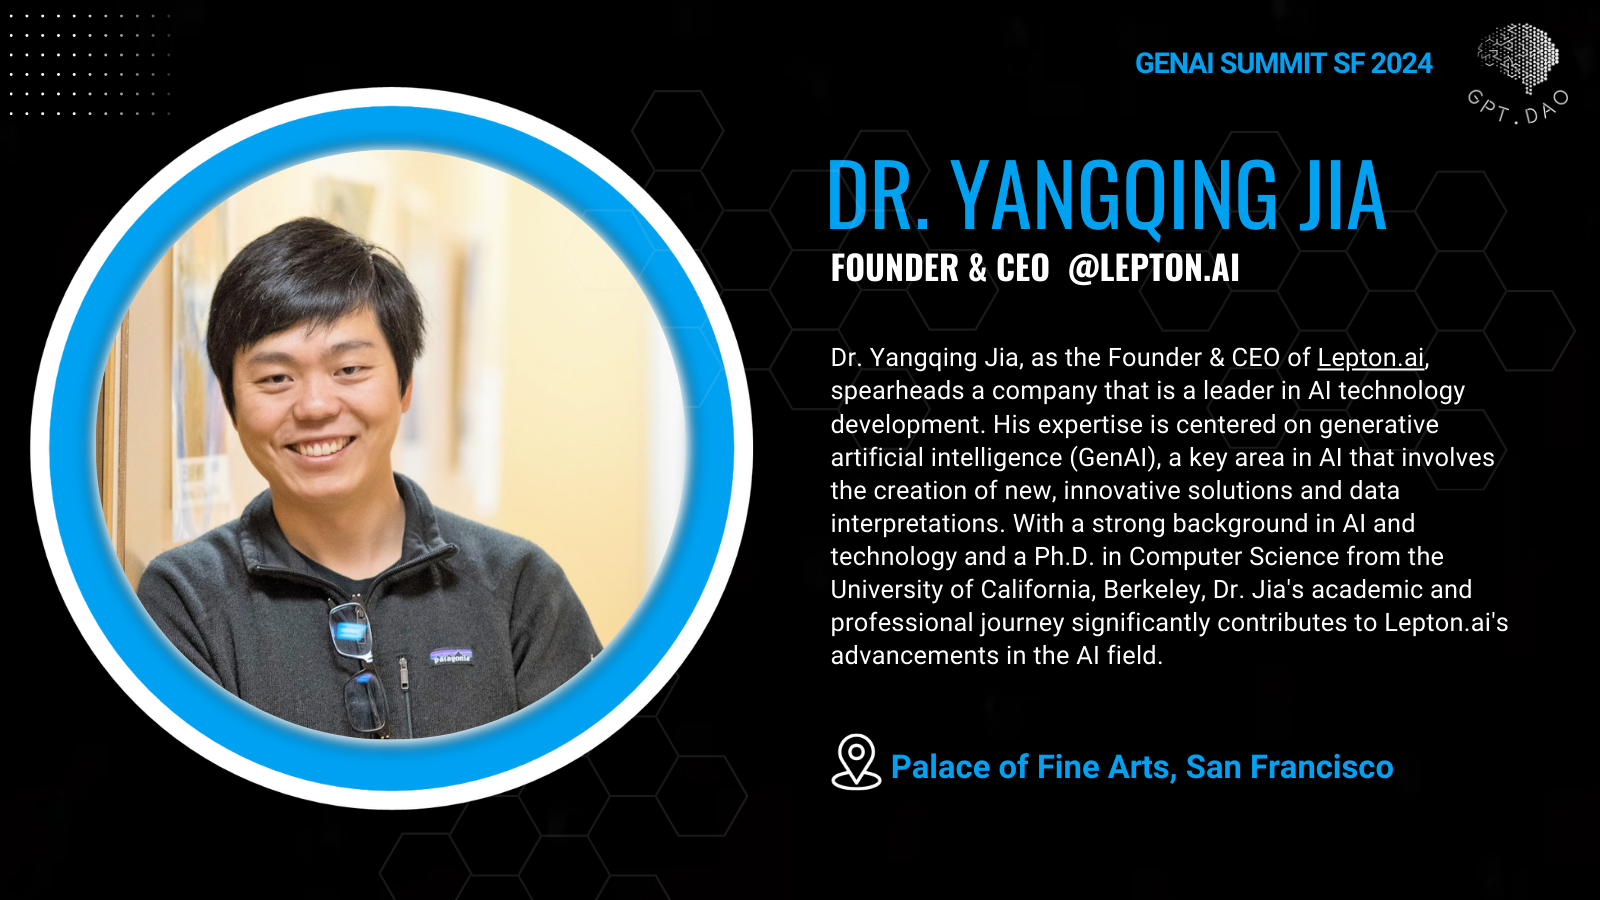 GENAI SUMMIT SF 2024
GPT.DAO
DR. YANGQING JIA
FOUNDER & CEO @LEPTON.AI
Dr. Yangqing Jia, as the Founder & CEO of Lepton.ai,
spearheads a company that is a leader in AI technology
development. His expertise is centered on generative
artificial intelligence (GenAI), a key area in AI that involves
the creation of new, innovative solutions and data
interpretations. With a strong background in AI and
technology and a Ph.D. in Computer Science from the
University of California, Berkeley, Dr. Jia's academic and
professional journey significantly contributes to Lepton.ai's
advancements in the AI field.
patagonia
Palace of Fine Arts, San Francisco